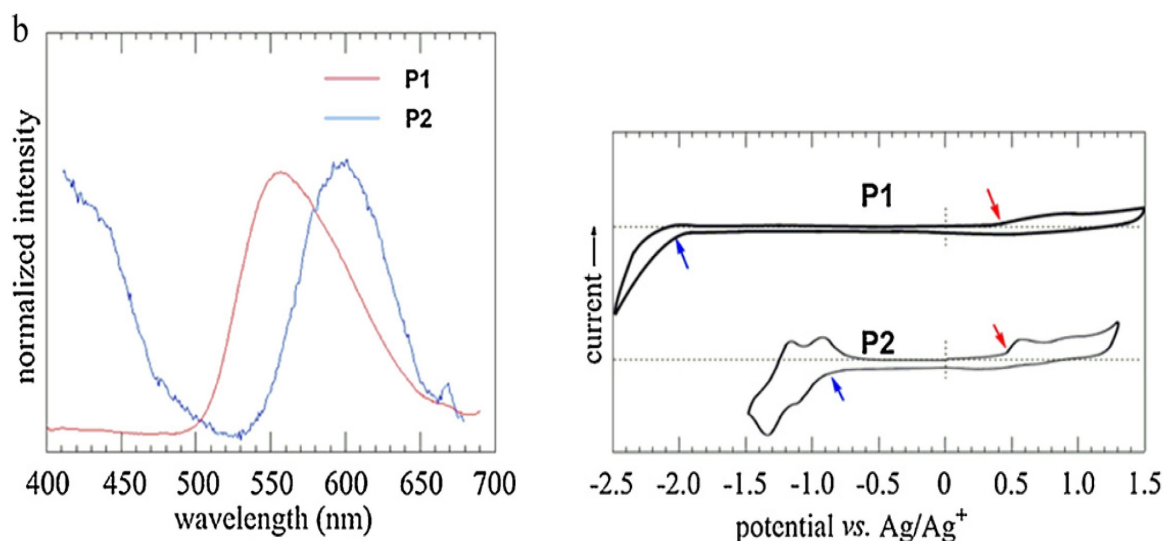 b
P1
P2
normalized intensity
400 450 500 550 600 650 700
wavelength (nm)
P1
P2
current
-2.5 -2.0 -1.5 -1.0 -0.5 0 0.5 1.0 1.5
potential vs. Ag/Ag⁺